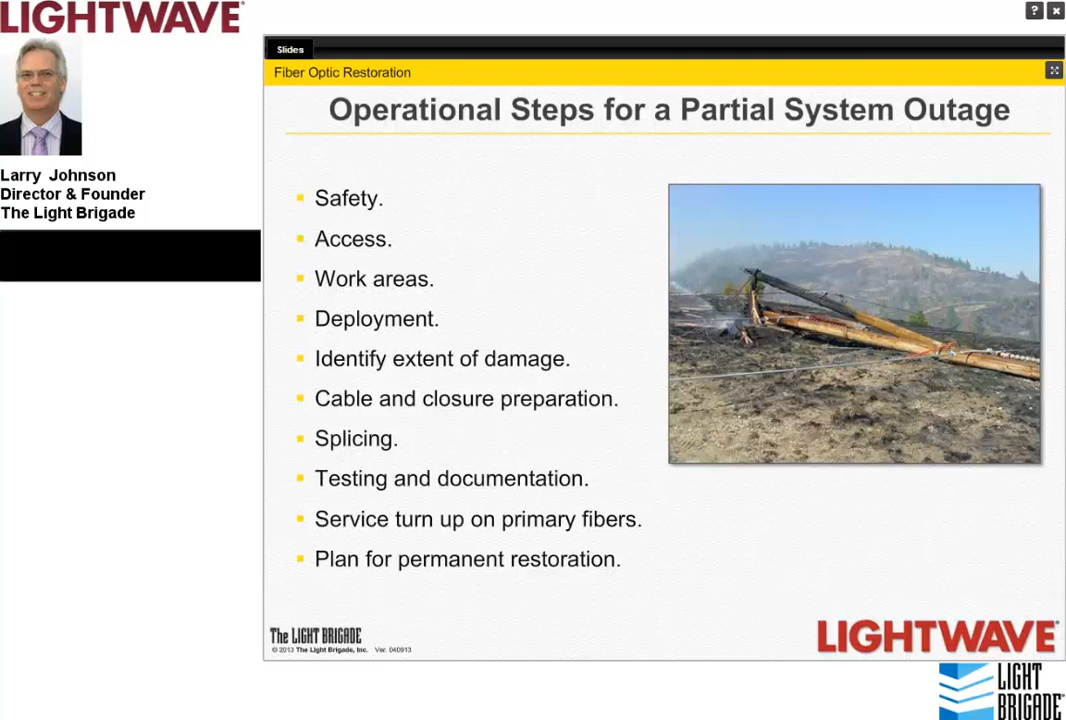 LIGHTWAVE
Larry Johnson
Director & Founder
The Light Brigade
Slides
Fiber Optic Restoration
Operational Steps for a Partial System Outage
Safety.
Access.
Work areas.
Deployment.
Identify extent of damage.
Cable and closure preparation.
Splicing.
Testing and documentation.
Service turn up on primary fibers.
Plan for permanent restoration.
The LIGHT BRIGADE
© 2013 The Light Brigade, Inc. Ver. 040913
LIGHTWAVE
LIGHT
BRIGADE